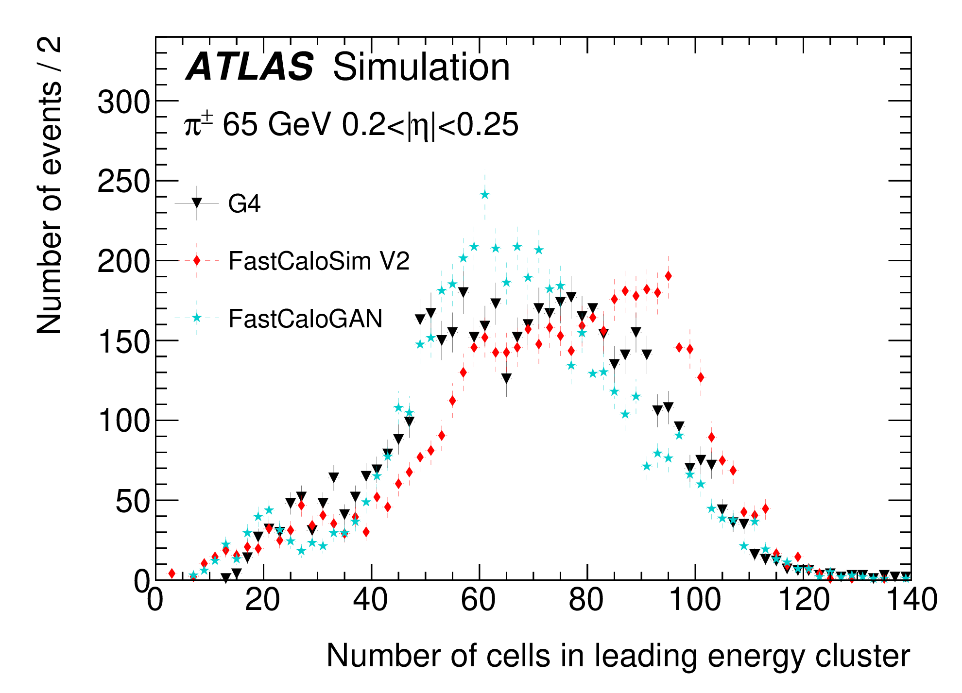 ATLAS Simulation
π± 65 GeV 0.2<|η|<0.25
G4
FastCaloSim V2
FastCaloGAN
Number of events / 2
300
250
200
150
100
50
0
0 20 40 60 80 100 120 140
Number of cells in leading energy cluster